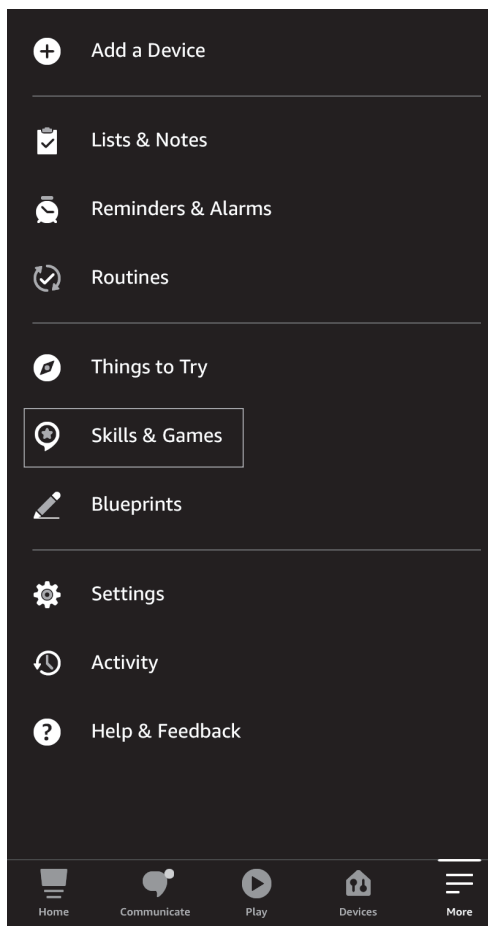 Add a Device
Lists & Notes
Reminders & Alarms
Routines
Things to Try
Skills & Games
Blueprints
Settings
Activity
Help & Feedback
Home Communicate Play Devices More